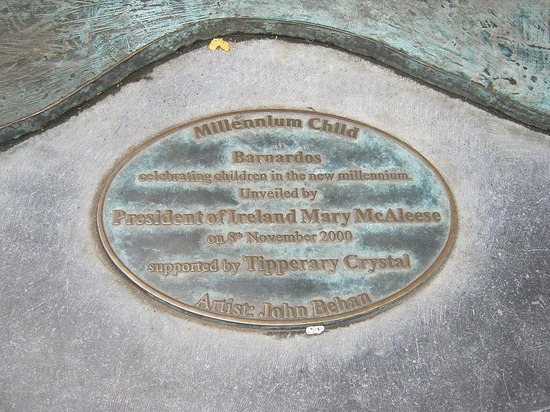 Millennium Child
Barnardos
celebrating children in the new millennium.
Unveiled by
President of Ireland Mary McAleese
on 8th November 2000
supported by Tipperary Crystal
Artist: John Behan